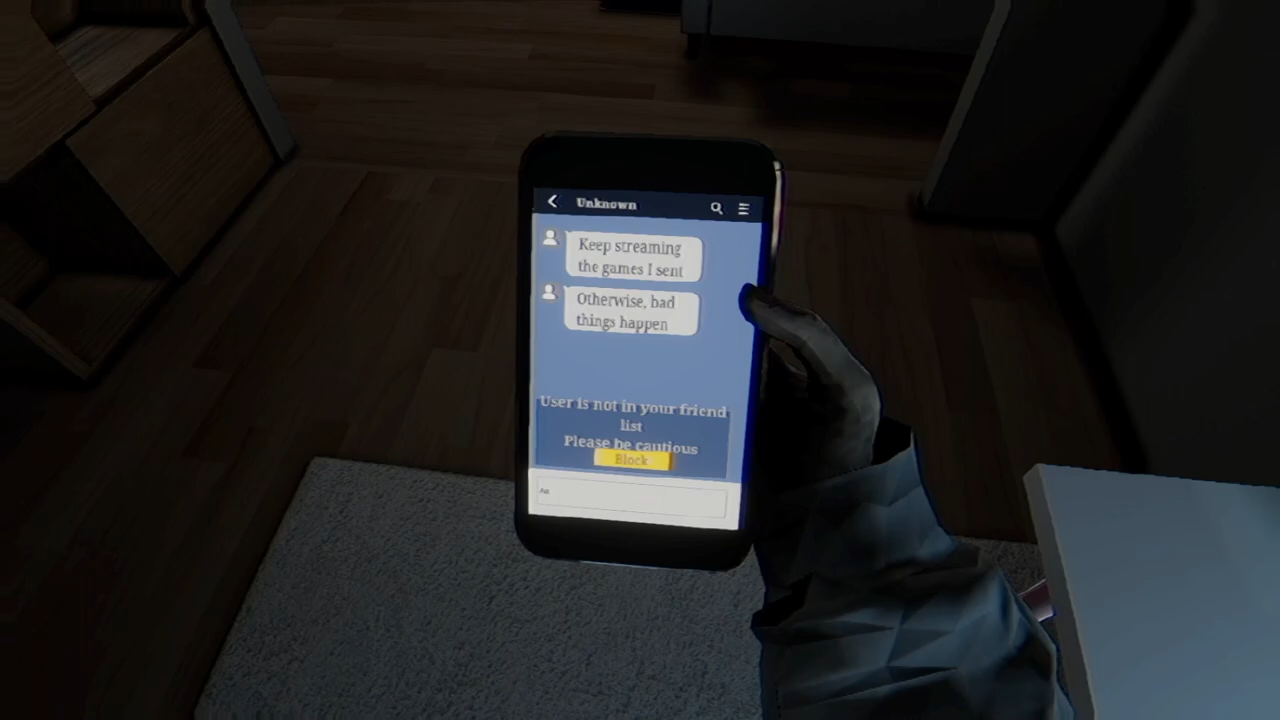 Unknown
Keep streaming
the games I sent
Otherwise, bad
things happen
User is not in your friend
list
Please be cautious
Block
Aa